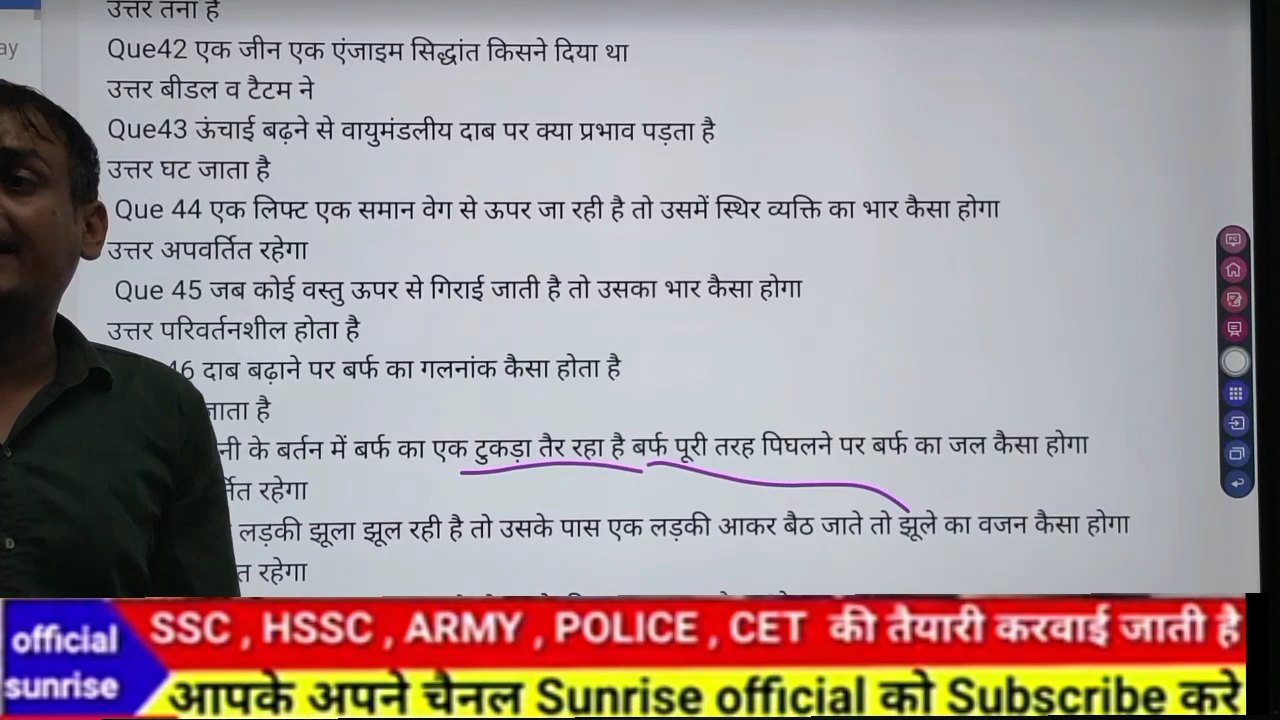 उत्तर तना है
ay
Que42 एक जीन एक एंजाइम सिद्धांत किसने दिया था
उत्तर बीडल व टैटम ने
Que43 ऊंचाई बढ़ने से वायुमंडलीय दाब पर क्या प्रभाव पड़ता है
उत्तर घट जाता है
Que 44 एक लिफ्ट एक समान वेग से ऊपर जा रही है तो उसमें स्थिर व्यक्ति का भार कैसा होगा
उत्तर अपवर्तित रहेगा
Que 45 जब कोई वस्तु ऊपर से गिराई जाती है तो उसका भार कैसा होगा
उत्तर परिवर्तनशील होता है
46 दाब बढ़ाने पर बर्फ का गलनांक कैसा होता है
जाता है
के बर्तन में बर्फ का एक टुकड़ा तैर रहा है बर्फ पूरी तरह पिघलने पर बर्फ का जल कैसा होगा
रहेगा
लड़की झूला झूल रही है तो उसके पास एक लड़की आकर बैठ जाते तो झूले का वजन कैसा होगा
रहेगा
official sunrise
SSC , HSSC , ARMY , POLICE , CET की तैयारी करवाई जाती है
आपके अपने चैनल Sunrise official को Subscribe करे